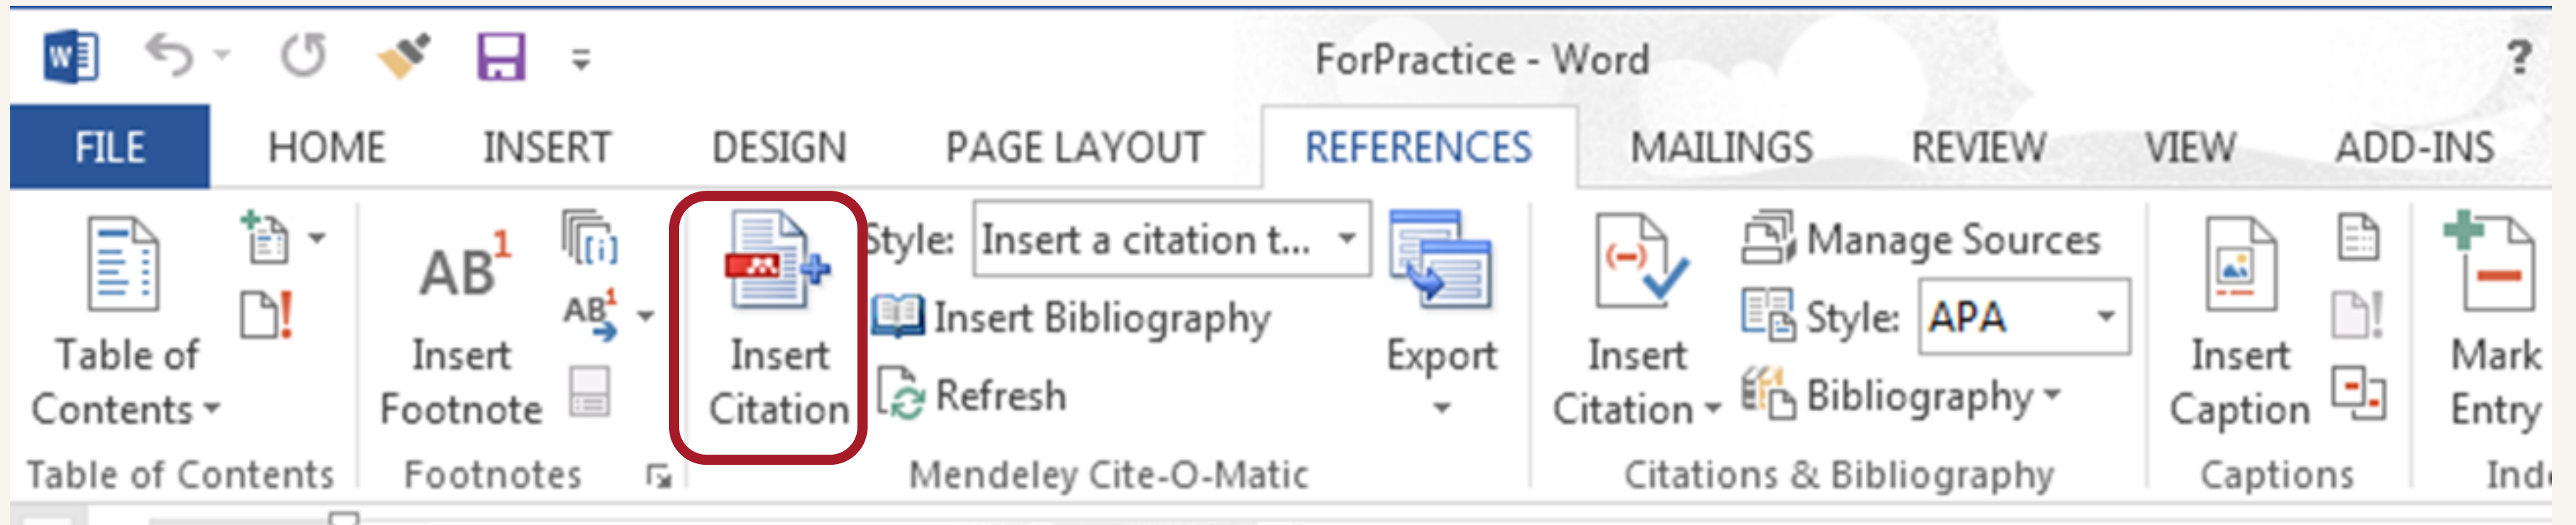 ForPractice - Word
?
FILE HOME INSERT DESIGN PAGE LAYOUT REFERENCES MAILINGS REVIEW VIEW ADD-INS
Table of
Contents
Table of Contents
AB1
Insert
Footnote
[i]
AB1
Footnotes
Insert
Citation
Style: Insert a citation t...
Insert Bibliography
Refresh
Export
Mendeley Cite-O-Matic
Insert
Citation
Manage Sources
Style: APA
Bibliography
Citations & Bibliography
Insert
Caption
Captions
Mark
Entry